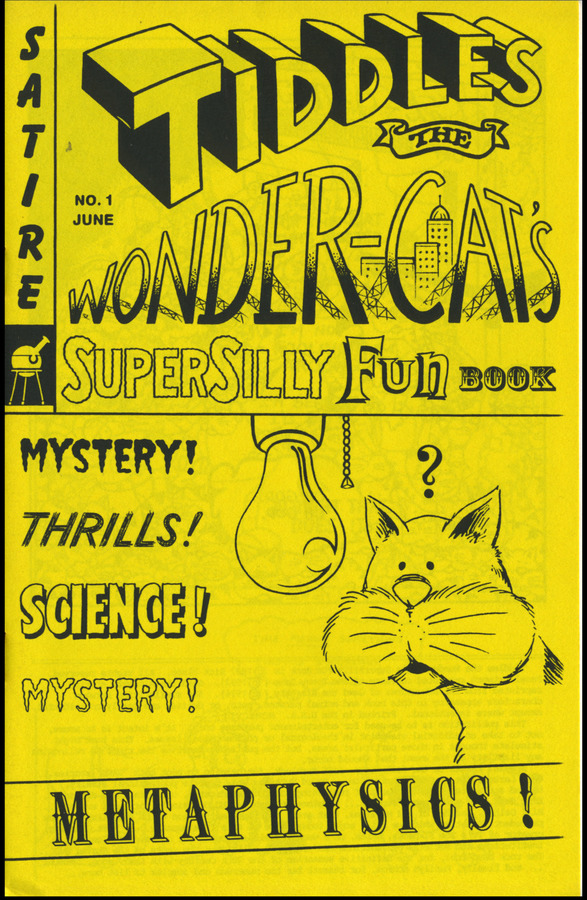 SATIRE
TIDDLES
THE
NO. 1
JUNE
WONDER-CAT'S
SUPERSILLY Fun BOOK
MYSTERY!
THRILLS!
SCIENCE!
MYSTERY!
?
METAPHYSICS!